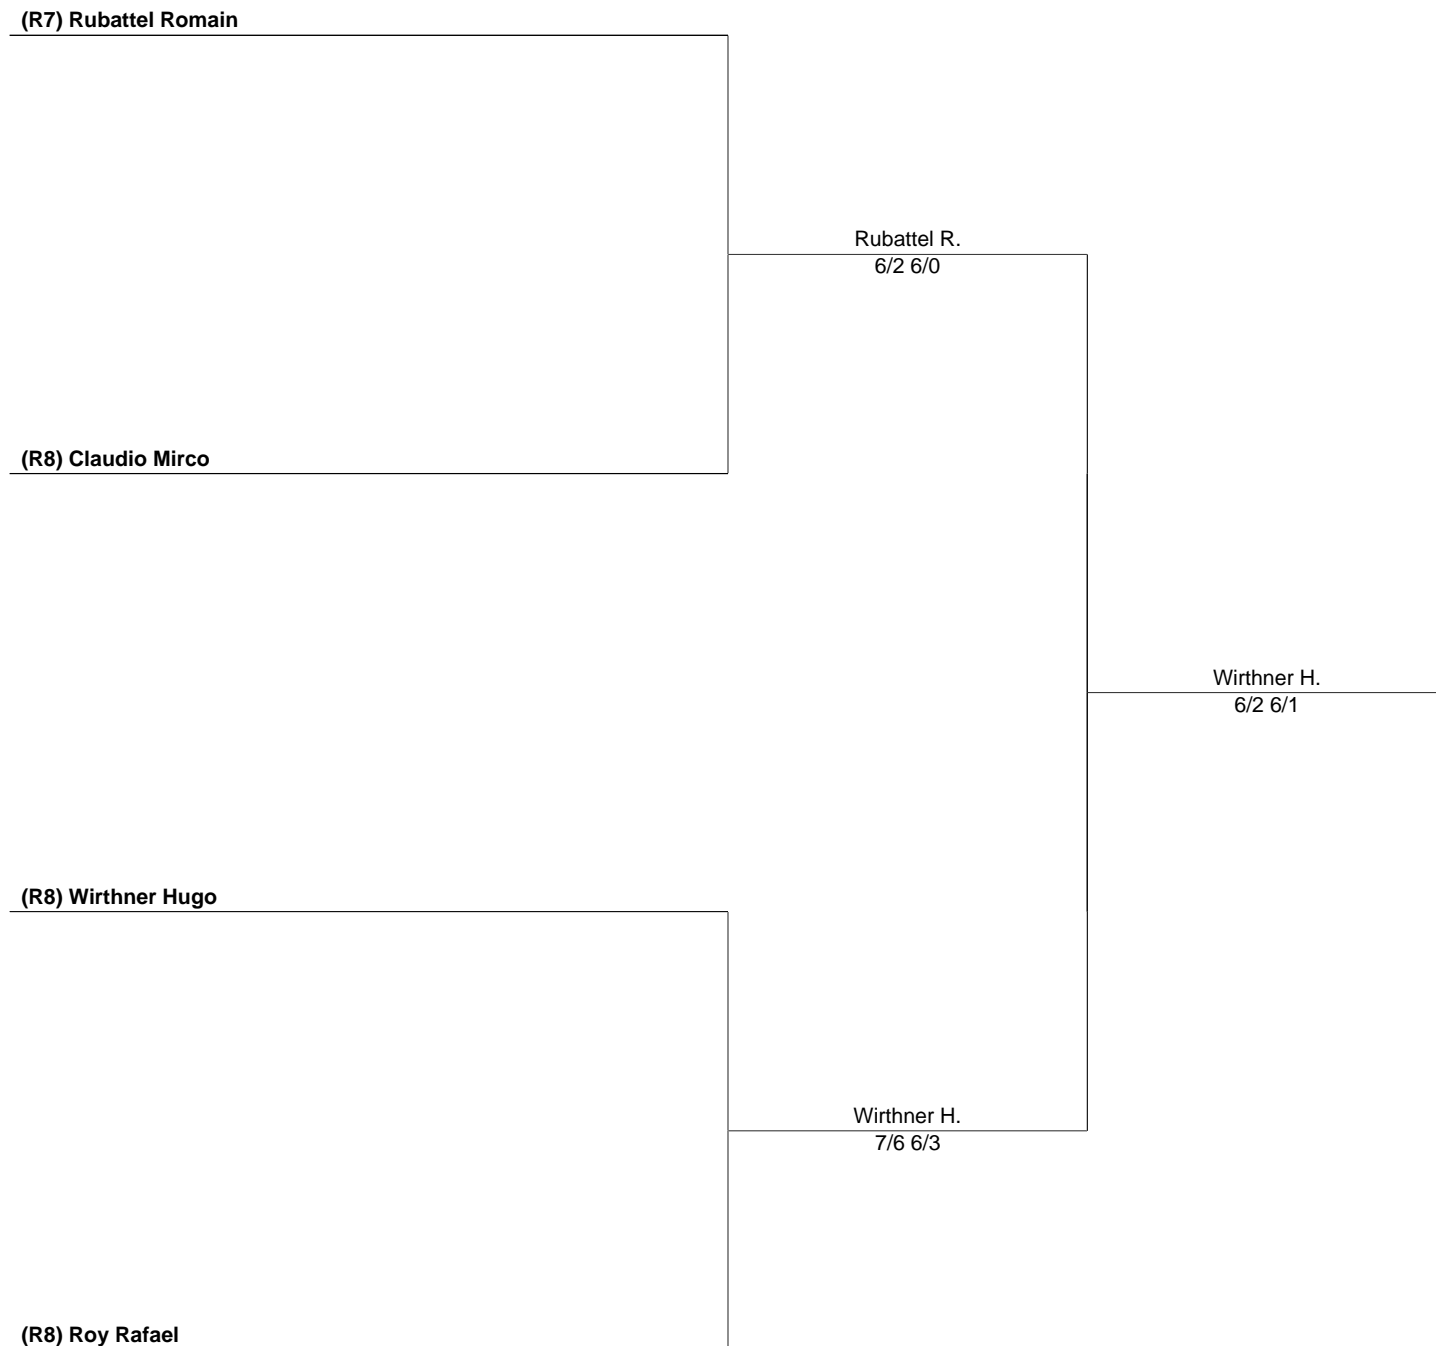 (R7) Rubattel Romain
Rubattel R.
6/2 6/0
(R8) Claudio Mirco
Wirthner H.
6/2 6/1
(R8) Wirthner Hugo
Wirthner H.
7/6 6/3
(R8) Roy Rafael